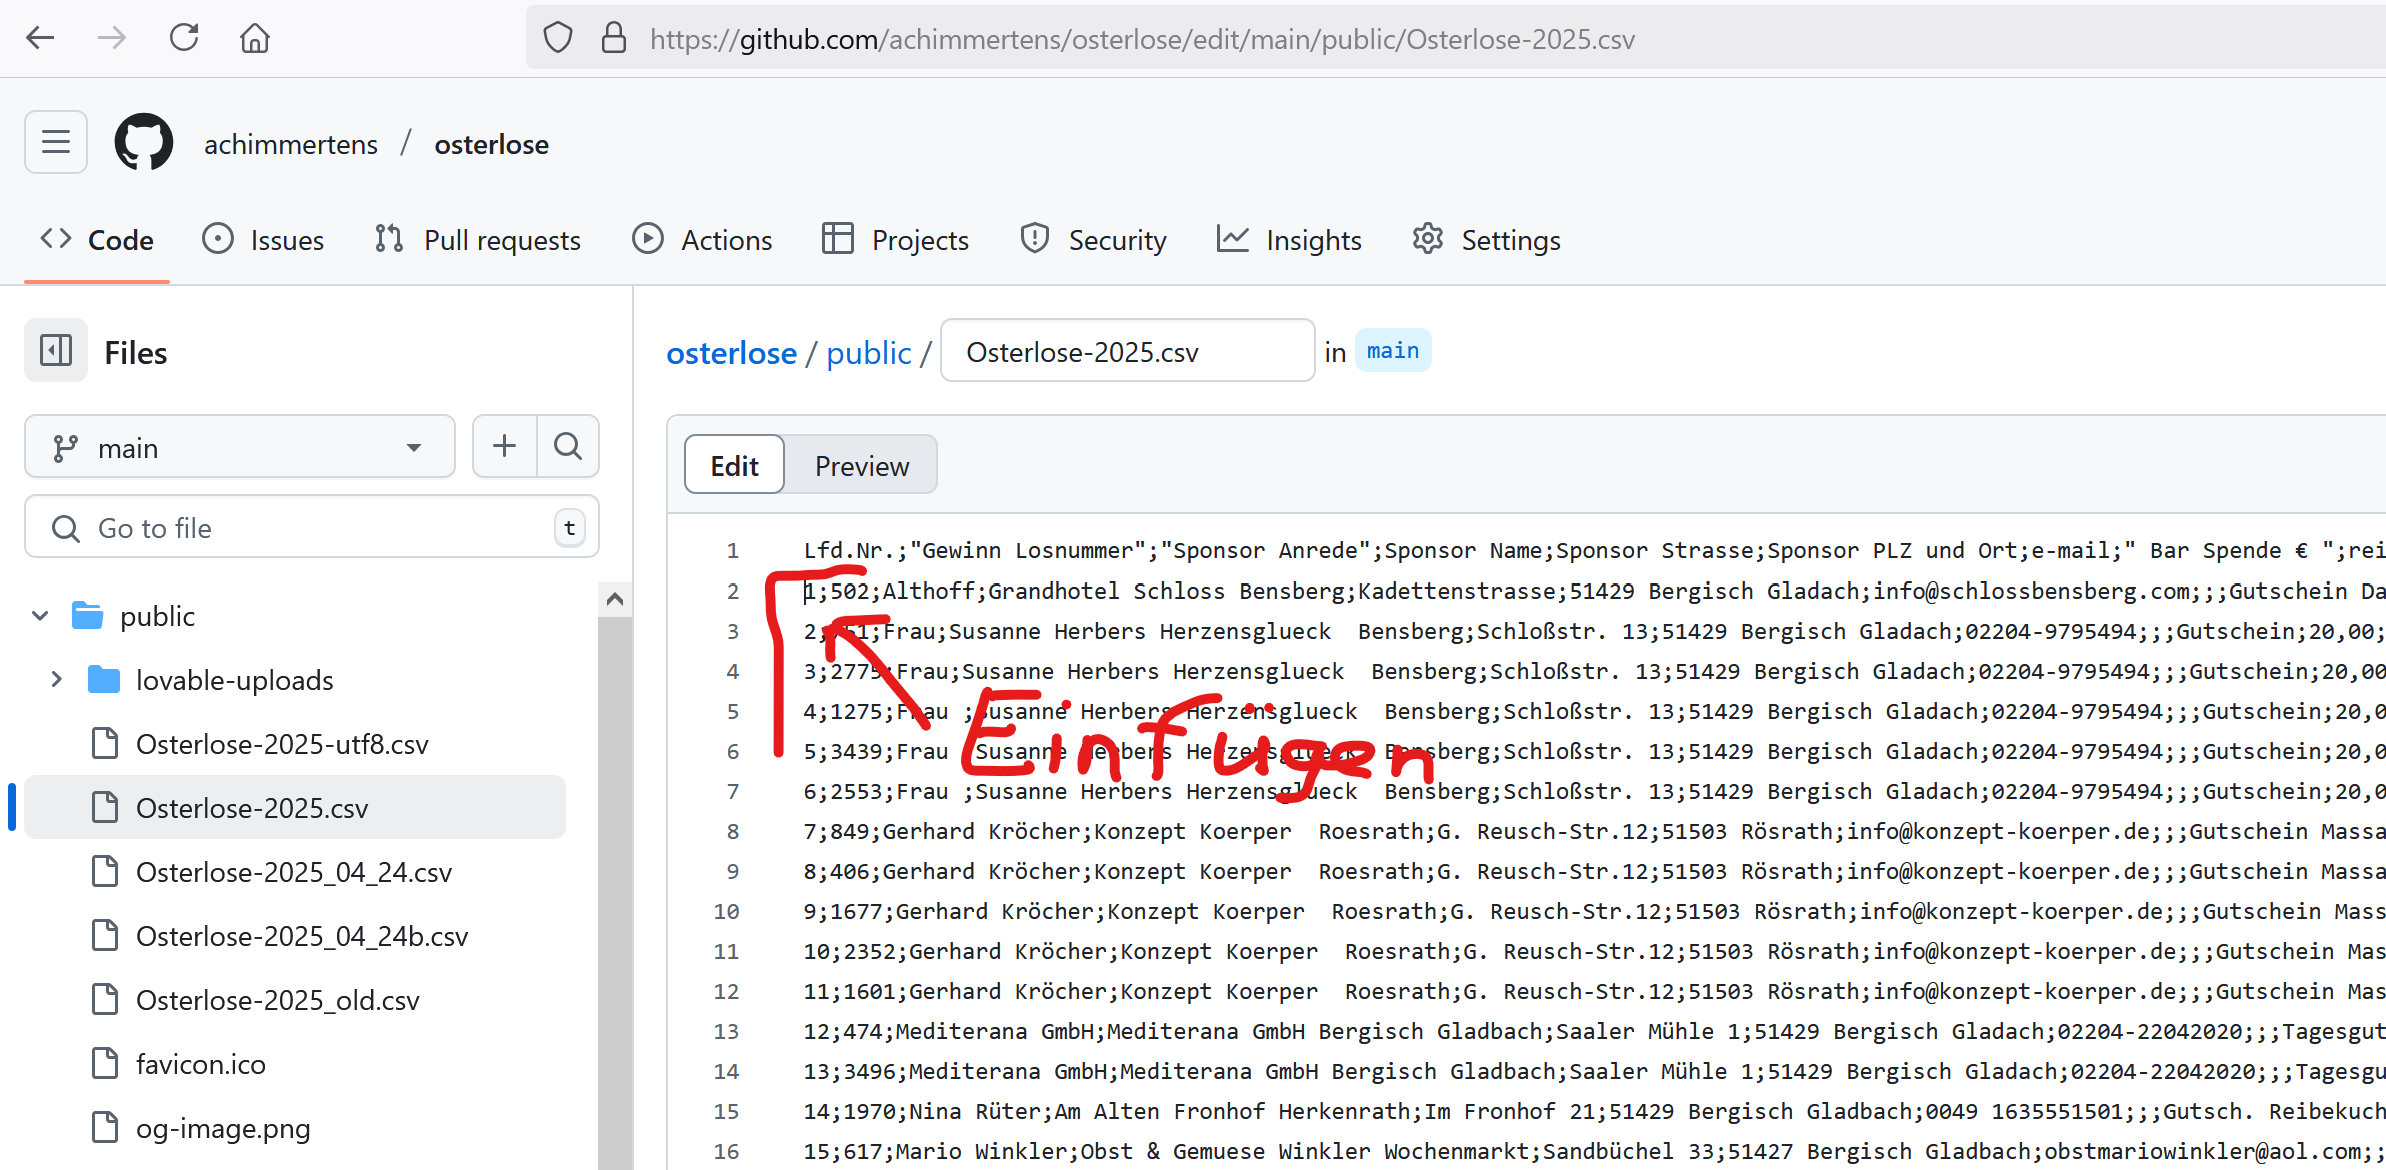 https://github.com/achimmertens/osterlose/edit/main/public/Osterlose-2025.csv
achimmertens / osterlose
Code Issues Pull requests Actions Projects Security Insights Settings
Files
main
Go to file t
public
lovable-uploads
Osterlose-2025-utf8.csv
Osterlose-2025.csv
Osterlose-2025_04_24.csv
Osterlose-2025_04_24b.csv
Osterlose-2025_old.csv
favicon.ico
og-image.png
osterlose / public / Osterlose-2025.csv in main
Edit Preview
1 Lfd.Nr.;"Gewinn Losnummer";"Sponsor Anrede";Sponsor Name;Sponsor Strasse;Sponsor PLZ und Ort;e-mail;" Bar Spende € ";rei
2 1;502;Althoff;Grandhotel Schloss Bensberg;Kadettenstrasse;51429 Bergisch Gladach;info@schlossbensberg.com;;;Gutschein Da
3 2; 51;Frau;Susanne Herbers Herzensglueck  Bensberg;Schloßstr. 13;51429 Bergisch Gladach;02204-9795494;;;Gutschein;20,00;
4 3;2775;Frau;Susanne Herbers Herzensglueck  Bensberg;Schloßstr. 13;51429 Bergisch Gladach;02204-9795494;;;Gutschein;20,00
5 4;1275;Frau ;Susanne Herbers Herzensglueck  Bensberg;Schloßstr. 13;51429 Bergisch Gladach;02204-9795494;;;Gutschein;20,0
6 5;3439;Frau ;Susanne Herbers Herzensglueck  Bensberg;Schloßstr. 13;51429 Bergisch Gladach;02204-9795494;;;Gutschein;20,0
7 6;2553;Frau ;Susanne Herbers Herzensglueck  Bensberg;Schloßstr. 13;51429 Bergisch Gladach;02204-9795494;;;Gutschein;20,0
Einfügen
8 7;849;Gerhard Kröcher;Konzept Koerper  Roesrath;G. Reusch-Str.12;51503 Rösrath;info@konzept-koerper.de;;;Gutschein Massa
9 8;406;Gerhard Kröcher;Konzept Koerper  Roesrath;G. Reusch-Str.12;51503 Rösrath;info@konzept-koerper.de;;;Gutschein Massa
10 9;1677;Gerhard Kröcher;Konzept Koerper  Roesrath;G. Reusch-Str.12;51503 Rösrath;info@konzept-koerper.de;;;Gutschein Mass
11 10;2352;Gerhard Kröcher;Konzept Koerper  Roesrath;G. Reusch-Str.12;51503 Rösrath;info@konzept-koerper.de;;;Gutschein Mas
12 11;1601;Gerhard Kröcher;Konzept Koerper  Roesrath;G. Reusch-Str.12;51503 Rösrath;info@konzept-koerper.de;;;Gutschein Mas
13 12;474;Mediterana GmbH;Mediterana GmbH Bergisch Gladbach;Saaler Mühle 1;51429 Bergisch Gladach;02204-22042020;;;Tagesgut
14 13;3496;Mediterana GmbH;Mediterana GmbH Bergisch Gladbach;Saaler Mühle 1;51429 Bergisch Gladach;02204-22042020;;;Tagesgu
15 14;1970;Nina Rüter;Am Alten Fronhof Herkenrath;Im Fronhof 21;51429 Bergisch Gladbach;0049 1635551501;;;Gutsch. Reibekuch
16 15;617;Mario Winkler;Obst & Gemuese Winkler Wochenmarkt;Sandbüchel 33;51427 Bergisch Gladbach;obstmariowinkler@aol.com;;